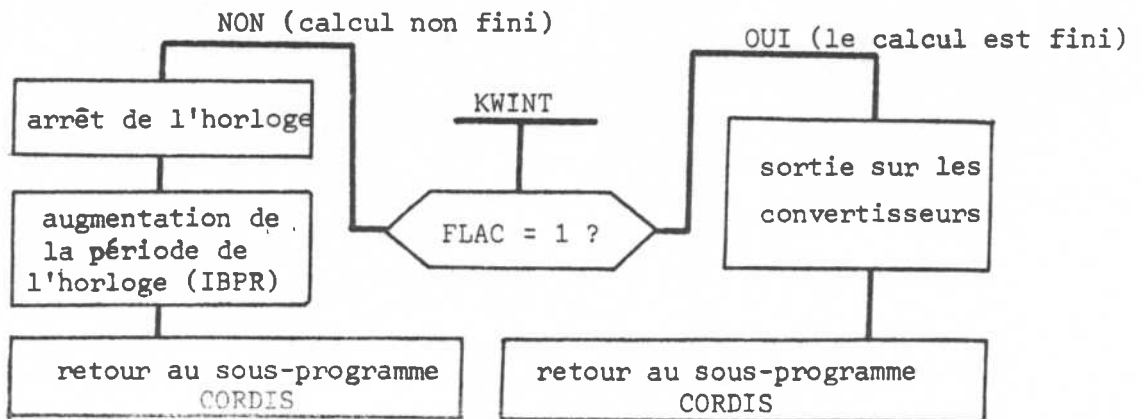 NON (calcul non fini)
OUI (le calcul est fini)
KWINT
arrêt de l'horloge
FLAC = 1 ?
sortie sur les
convertisseurs
augmentation de
la période de
l'horloge (IBPR)
retour au sous-programme
CORDIS
retour au sous-programme
CORDIS